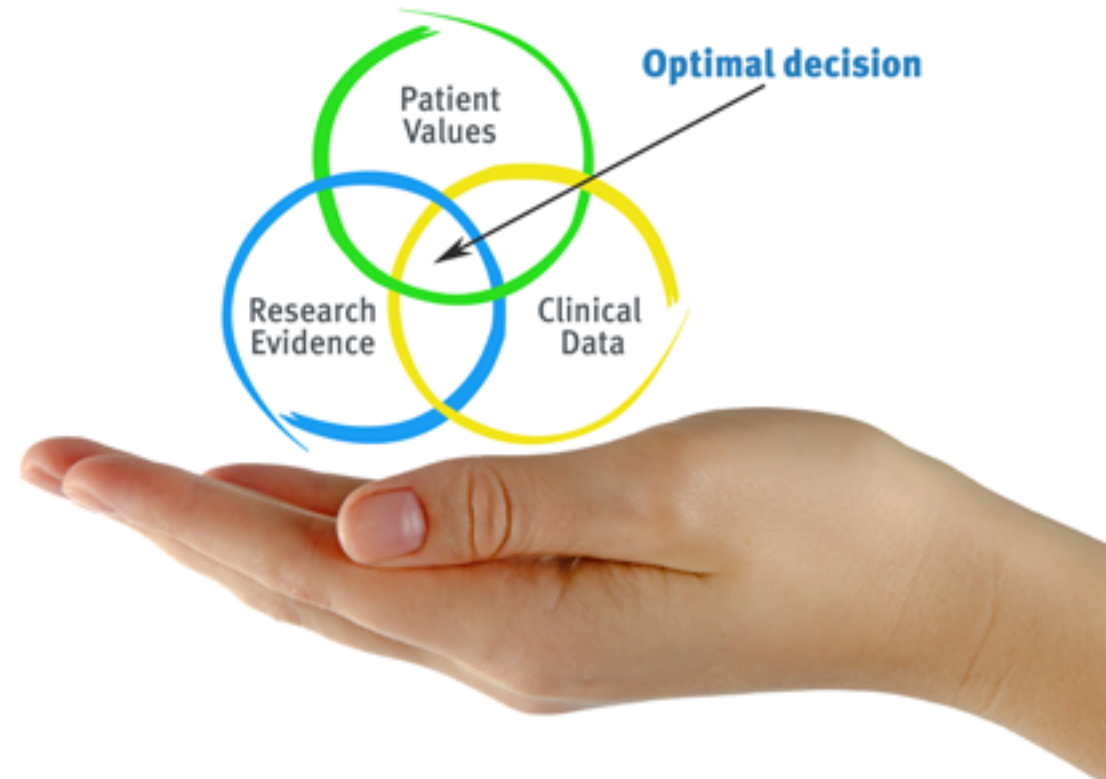 Optimal decision
Patient
Values
Research
Evidence
Clinical
Data